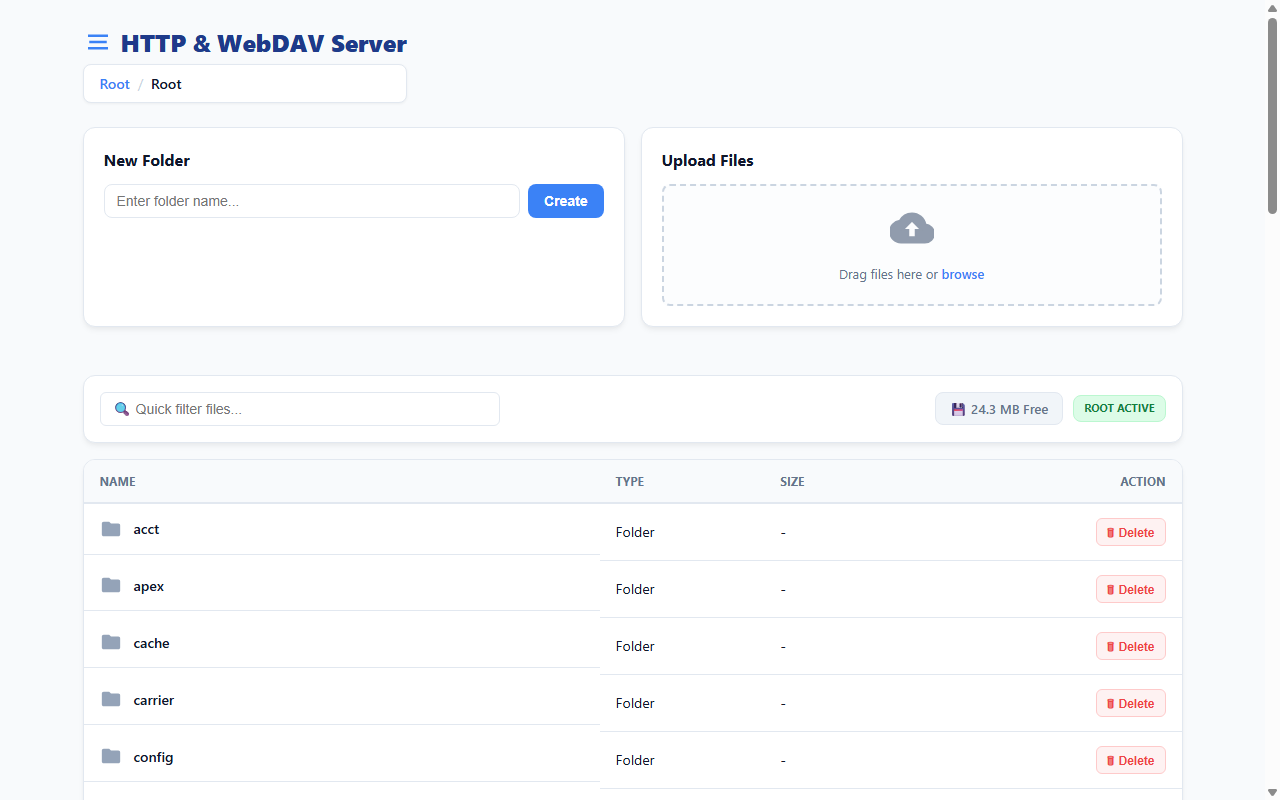 HTTP & WebDAV Server
Root / Root
New Folder
Enter folder name...
Create
Upload Files
Drag files here or browse
Quick filter files...
24.3 MB Free
ROOT ACTIVE
NAME TYPE SIZE ACTION
acct Folder - Delete
apex Folder - Delete
cache Folder - Delete
carrier Folder - Delete
config Folder - Delete